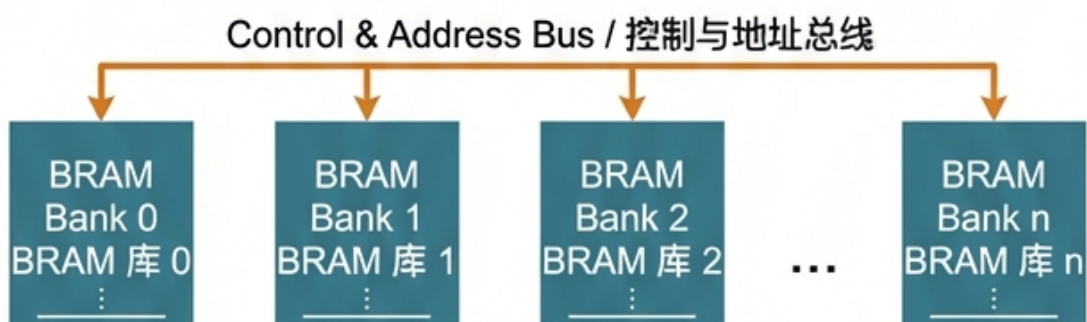 Control & Address Bus / 控制与地址总线
BRAM
Bank 0
BRAM 库 0
⋮
BRAM
Bank 1
BRAM 库 1
⋮
BRAM
Bank 2
BRAM 库 2
⋮
...
BRAM
Bank n
BRAM 库 n
⋮